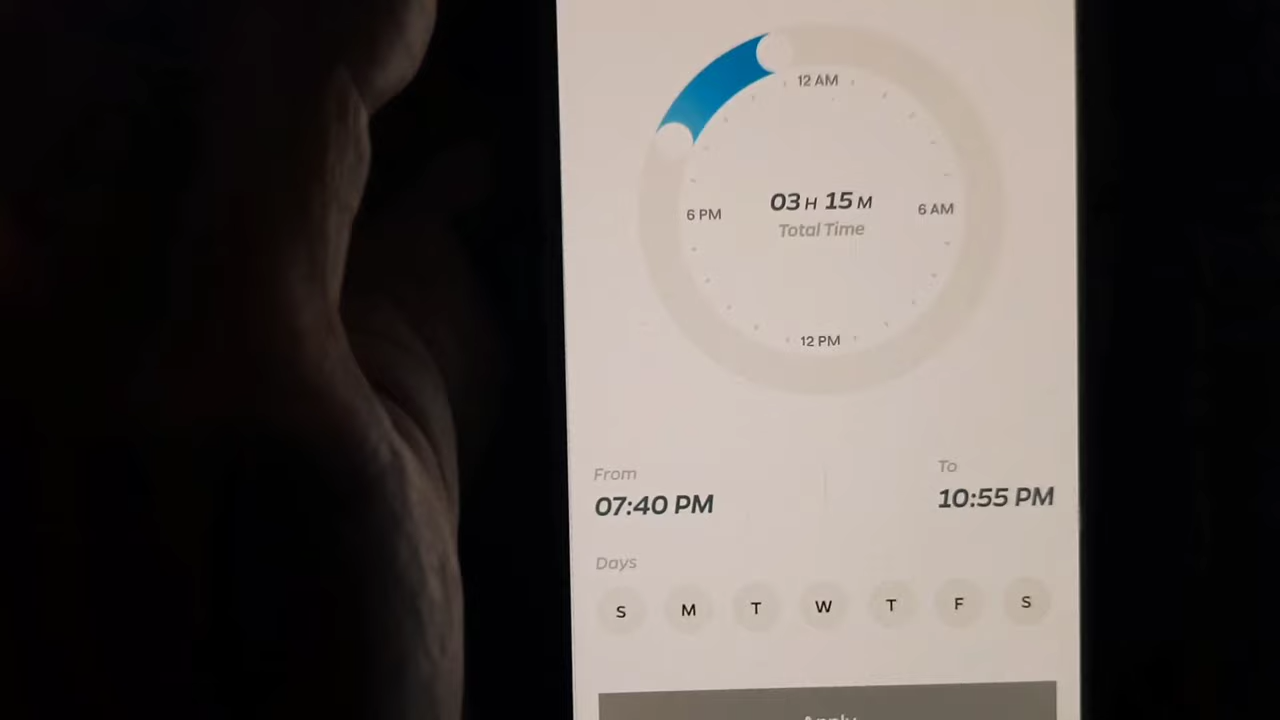 12 AM
03 H 15 M
6 PM
6 AM
Total Time
12 PM
From
To
07:40 PM
10:55 PM
Days
S M T W T F S
Apply